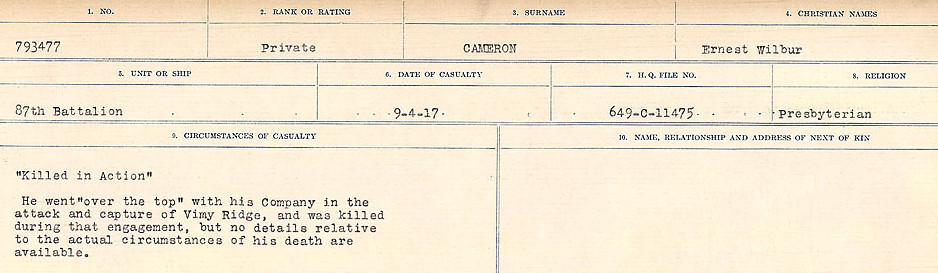 1. NO. 2. RANK OR RATING 3. SURNAME 4. CHRISTIAN NAMES
793477 Private CAMERON Ernest Wilbur
5. UNIT OR SHIP 6. DATE OF CASUALTY 7. H.Q. FILE NO. 8. RELIGION
87th Battalion 9-4-17. 649-C-11475 Presbyterian
9. CIRCUMSTANCES OF CASUALTY 10. NAME, RELATIONSHIP AND ADDRESS OF NEXT OF KIN
"Killed in Action"
He went"over the top" with his Company in the
attack and capture of Vimy Ridge, and was killed
during that engagement, but no details relative
to the actual circumstances of his death are
available.